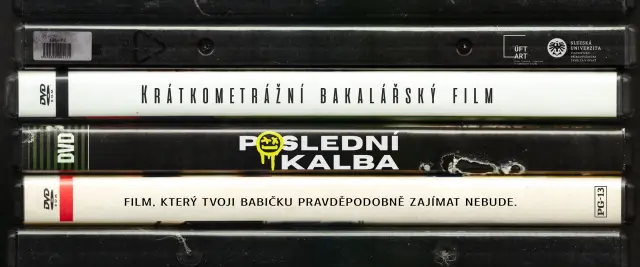 ÚFT
ART
SLEZSKÁ
UNIVERZITA
DVD
KRÁTKOMETRÁŽNÍ BAKALÁŘSKÝ FILM
DVD
POSLEDNÍ
KALBA
DVD
FILM, KTERÝ TVOJI BABIČKU PRAVDĚPODOBNĚ ZAJÍMAT NEBUDE.
PG-13